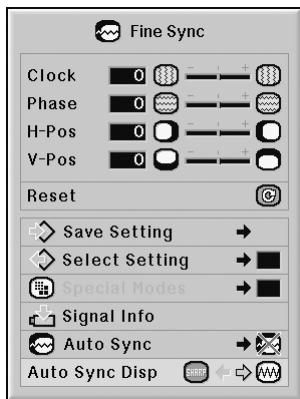 Fine Sync
Clock 0 - +
Phase 0 - +
H-Pos 0 - +
V-Pos 0 - +
Reset
Save Setting
Select Setting
Special Modes
Signal Info
Auto Sync
Auto Sync Disp SHARP